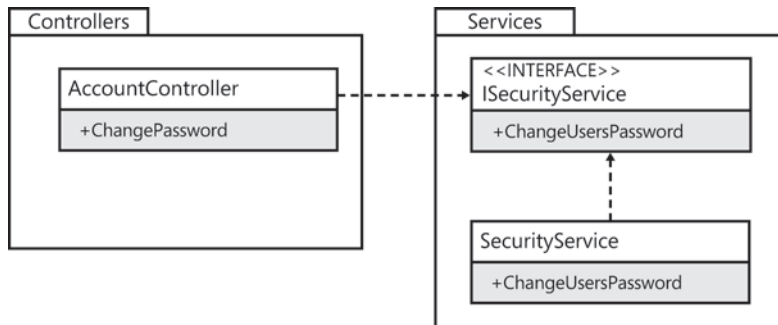 Controllers
AccountController
+ChangePassword
Services
<<INTERFACE>>
ISecurityService
+ChangeUsersPassword
SecurityService
+ChangeUsersPassword